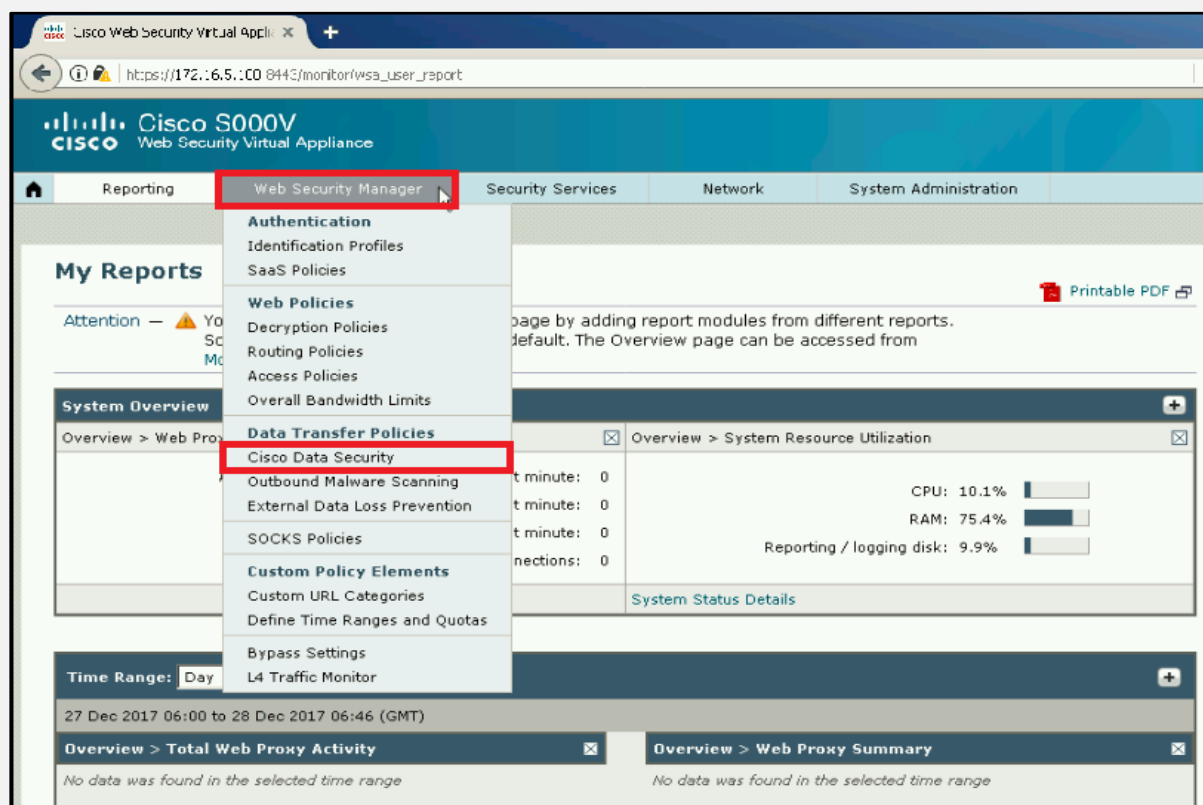 Cisco Web Security Virtual Applia
https://172.16.5.100:8443/monitor/wsa_user_report
CISCO
Cisco S000V
Web Security Virtual Appliance
Reporting Web Security Manager Security Services Network System Administration
Authentication
Identification Profiles
SaaS Policies
Web Policies
Decryption Policies
Routing Policies
Access Policies
Overall Bandwidth Limits
Data Transfer Policies
Cisco Data Security
Outbound Malware Scanning
External Data Loss Prevention
SOCKS Policies
Custom Policy Elements
Custom URL Categories
Define Time Ranges and Quotas
Bypass Settings
L4 Traffic Monitor
My Reports
Printable PDF
Attention — Yo page by adding report modules from different reports.
So default. The Overview page can be accessed from
Mo
System Overview
Overview > Web Prox
t minute: 0
t minute: 0
t minute: 0
nections: 0
Overview > System Resource Utilization
CPU: 10.1%
RAM: 75.4%
Reporting / logging disk: 9.9%
System Status Details
Time Range: Day
27 Dec 2017 06:00 to 28 Dec 2017 06:46 (GMT)
Overview > Total Web Proxy Activity
No data was found in the selected time range
Overview > Web Proxy Summary
No data was found in the selected time range